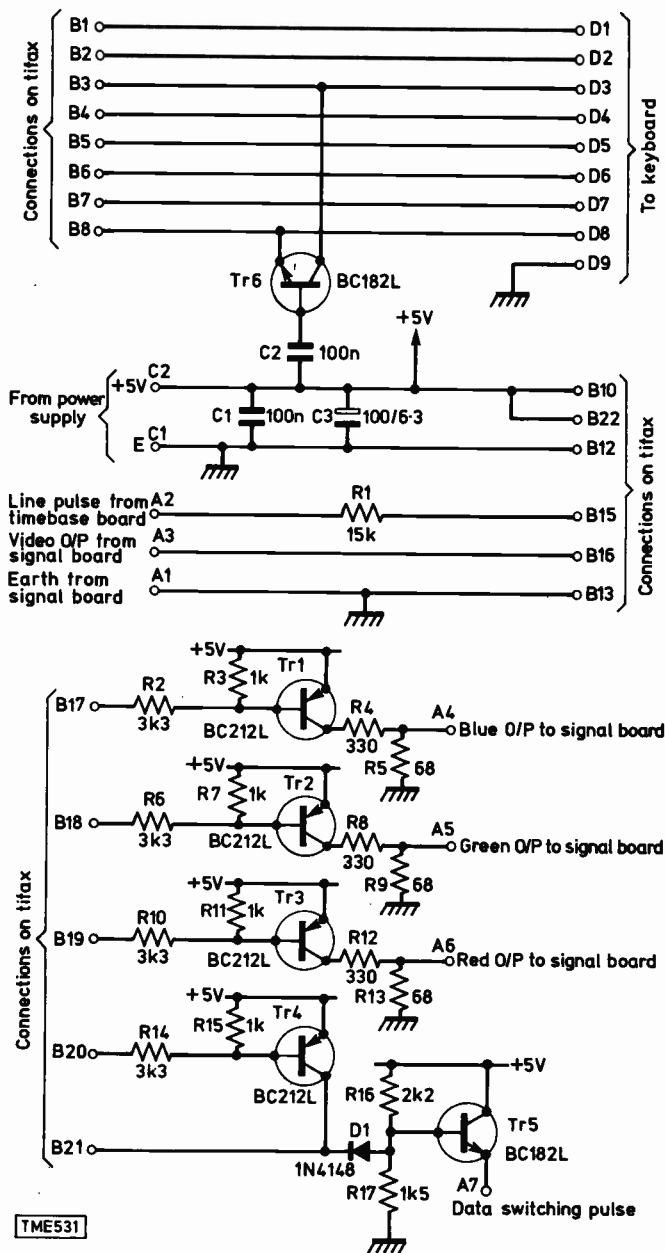 Connections on tifax
B1
B2
B3
B4
B5
B6
B7
B8
D1
D2
D3
D4
D5
D6
D7
D8
D9
To keyboard
Tr6
BC182L
C2
100n
+5V
From power
supply
+5V
C2
E
C1
C1
100n
C3
100/6·3
B10
B22
B12
Line pulse from
timebase board
A2
R1
15k
B15
Video O/P from
signal board
A3
B16
Earth from
signal board
A1
B13
Connections on tifax
Connections on tifax
+5V
Tr1
B17
R2
3k3
R3
1k
BC212L
R4
330
R5
68
A4
Blue O/P to signal board
+5V
Tr2
B18
R6
3k3
R7
1k
BC212L
R8
330
R9
68
A5
Green O/P to signal board
+5V
Tr3
B19
R10
3k3
R11
1k
BC212L
R12
330
R13
68
A6
Red O/P to signal board
+5V
Tr4
B20
R14
3k3
R15
1k
BC212L
B21
D1
1N4148
R16
2k2
+5V
Tr5
BC182L
R17
1k5
A7
Data switching pulse
TME531